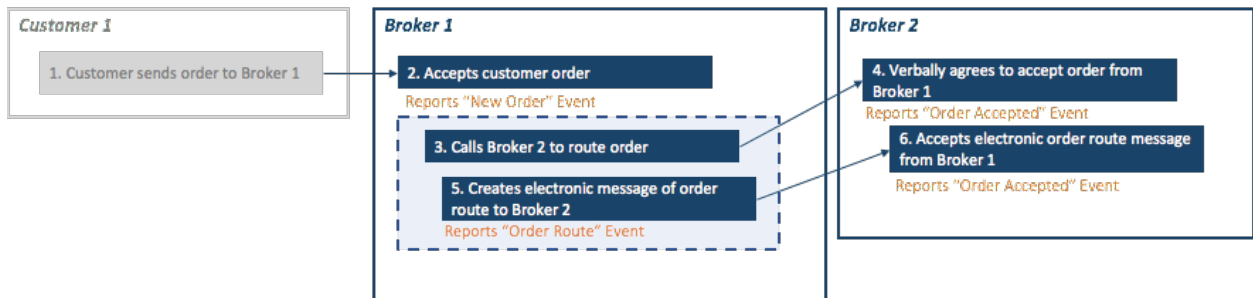 Customer 1
1. Customer sends order to Broker 1
Broker 1
2. Accepts customer order
Reports "New Order" Event
3. Calls Broker 2 to route order
5. Creates electronic message of order
route to Broker 2
Reports "Order Route" Event
Broker 2
4. Verbally agrees to accept order from
Broker 1
Reports "Order Accepted" Event
6. Accepts electronic order route message
from Broker 1
Reports "Order Accepted" Event